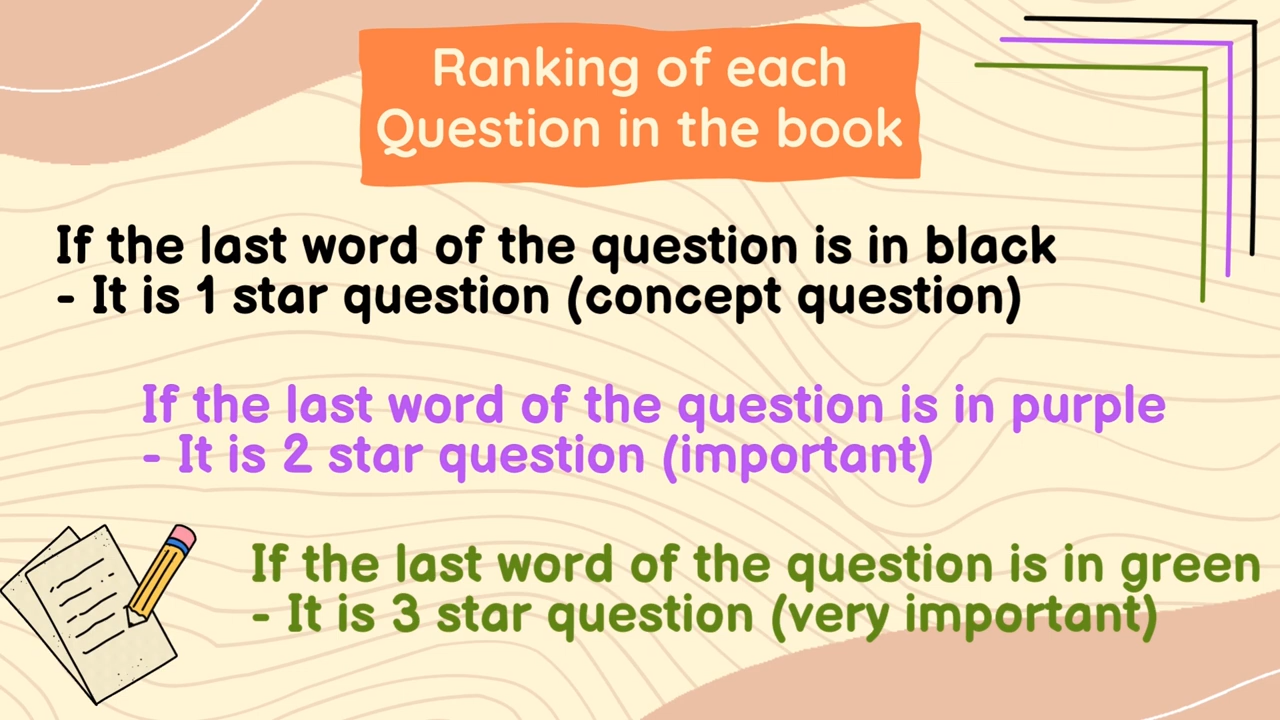 Ranking of each
Question in the book
If the last word of the question is in black
- It is 1 star question (concept question)
If the last word of the question is in purple
- It is 2 star question (important)
If the last word of the question is in green
- It is 3 star question (very important)